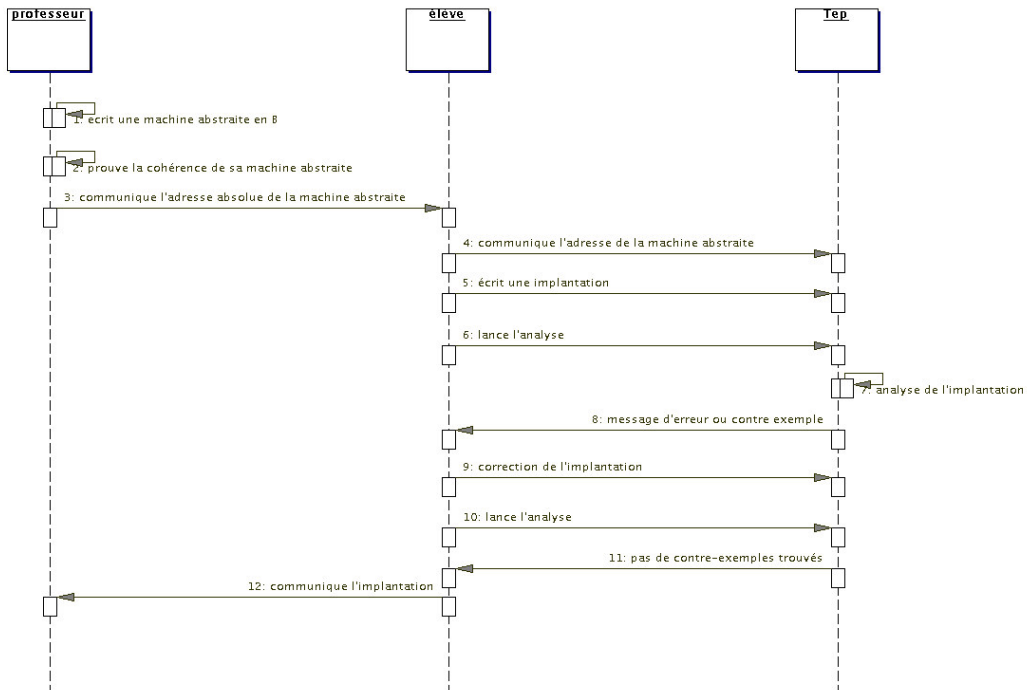 professeur
élève
Tep
1: écrit une machine abstraite en B
2: prouve la cohérence de sa machine abstraite
3: communique l'adresse absolue de la machine abstraite
4: communique l'adresse de la machine abstraite
5: écrit une implantation
6: lance l'analyse
7: analyse de l'implantation
8: message d'erreur ou contre exemple
9: correction de l'implantation
10: lance l'analyse
11: pas de contre-exemples trouvés
12: communique l'implantation